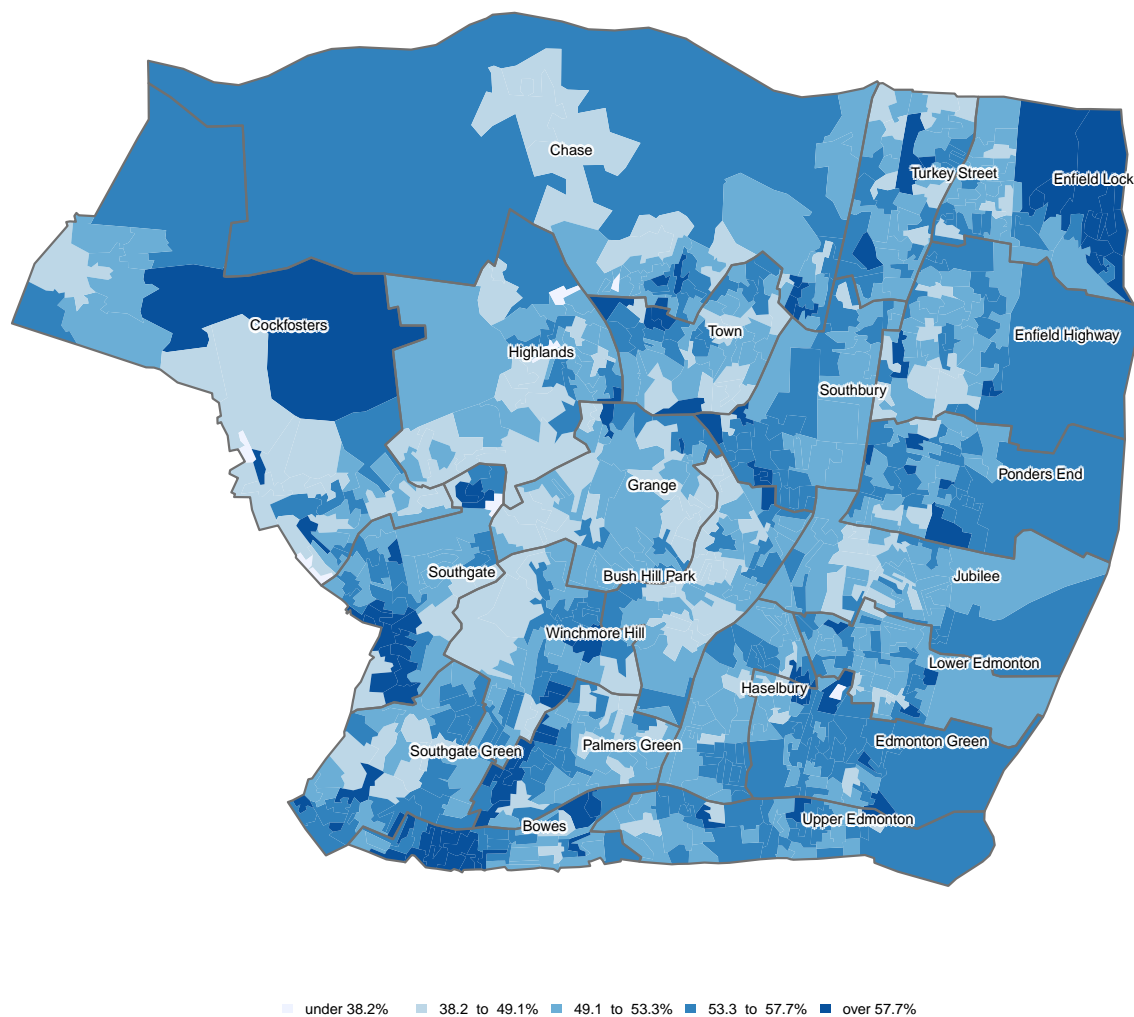 Chase
Turkey Street
Enfield Lock
Cockfosters
Town
Enfield Highway
Highlands
Southbury
Ponders End
Grange
Southgate
Bush Hill Park
Jubilee
Winchmore Hill
Lower Edmonton
Haselbury
Southgate Green
Palmers Green
Edmonton Green
Bowes
Upper Edmonton
under 38.2% 38.2 to 49.1% 49.1 to 53.3% 53.3 to 57.7% over 57.7%